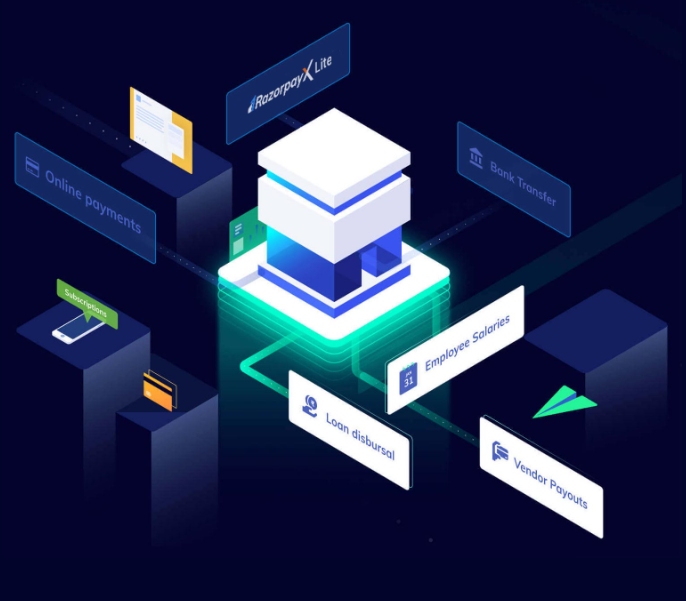 RazorpayX Lite
Online payments
Bank Transfer
Subscriptions
Employee Salaries
31
Loan disbursal
Vendor Payouts